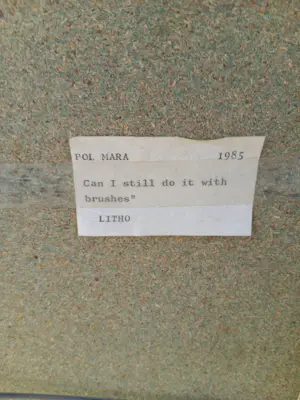 POL MARA 1985
Can I still do it with
brushes"
LITHO